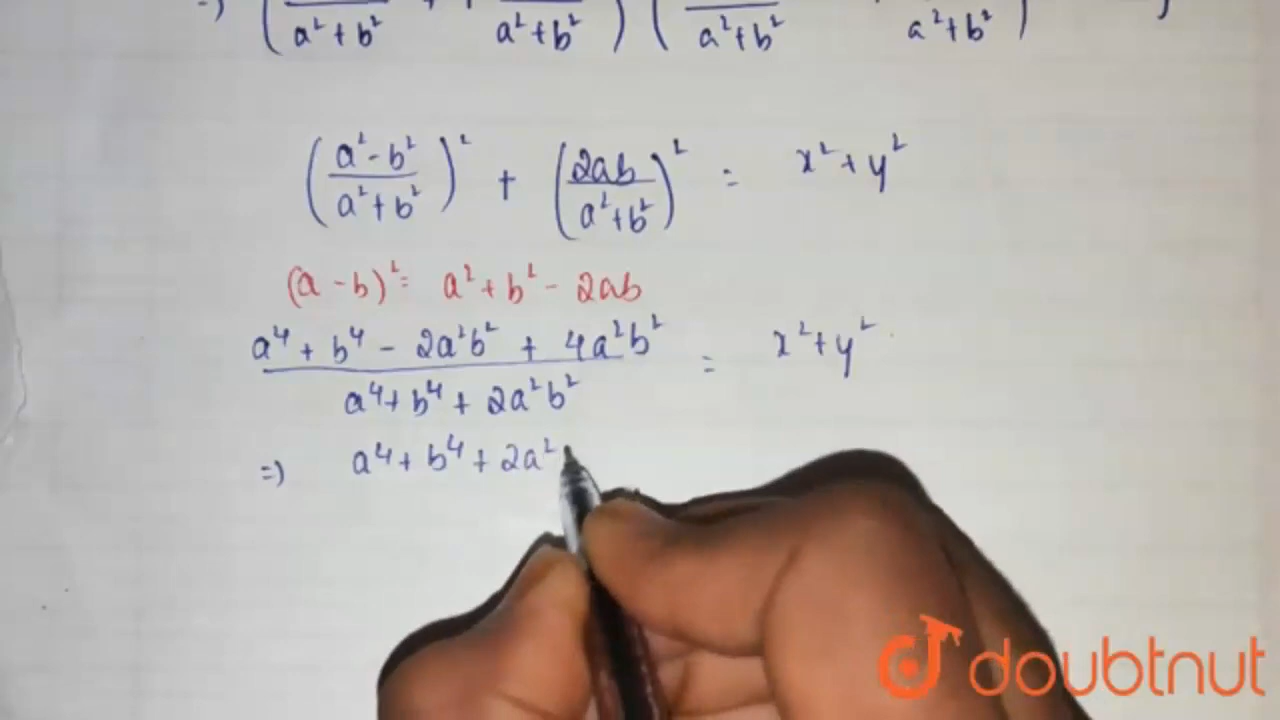 =) ( a²+b² a²+b² ) ( a²+b² a²+b² )
( a²-b² / a²+b² )² + ( 2ab / a²+b² )² = x²+y²
(a-b)² = a²+b²-2ab
a⁴+b⁴-2a²b²+4a²b² / a⁴+b⁴+2a²b² = x²+y²
=) a⁴+b⁴+2a²
doubtnut